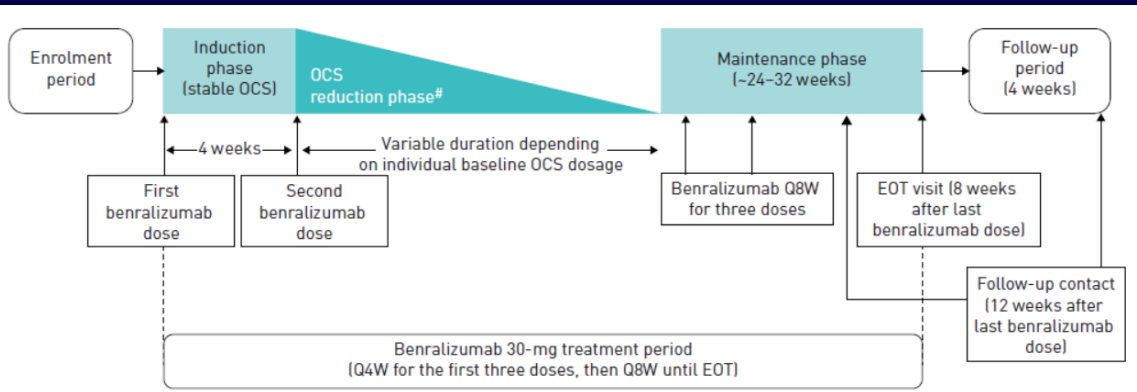 Enrolment
period
Induction
phase
(stable OCS)
OCS
reduction phase#
Maintenance phase
(~24–32 weeks)
Follow-up
period
(4 weeks)
4 weeks
Variable duration depending
on individual baseline OCS dosage
First
benralizumab
dose
Second
benralizumab
dose
Benralizumab Q8W
for three doses
EOT visit (8 weeks
after last
benralizumab dose)
Follow-up contact
(12 weeks after
last benralizumab
dose)
Benralizumab 30-mg treatment period
(Q4W for the first three doses, then Q8W until EOT)